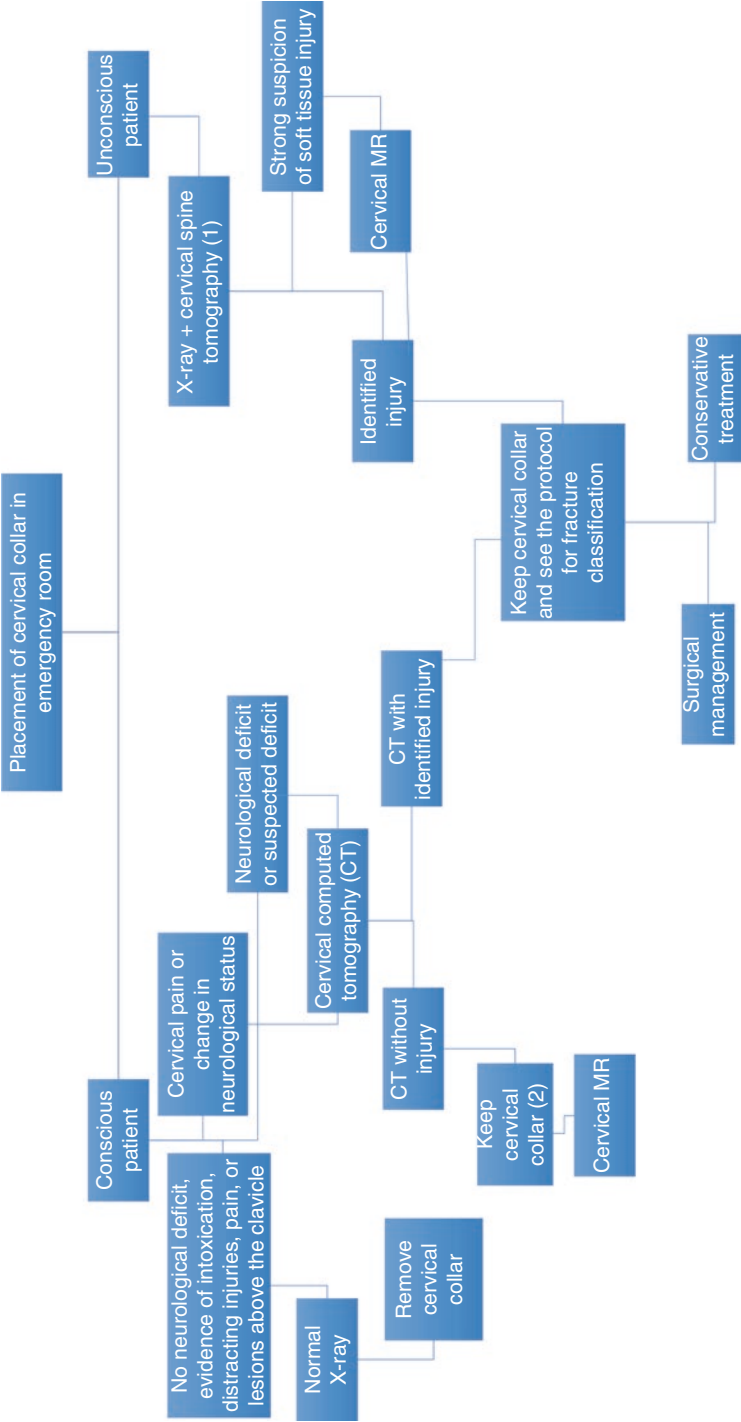 Placement of cervical collar in
emergency room
Conscious
patient
Unconscious
patient
No neurological deficit,
evidence of intoxication,
distracting injuries, pain, or
lesions above the clavicle
Cervical pain or
change in
neurological status
Neurological deficit
or suspected deficit
X-ray + cervical spine
tomography (1)
Strong suspicion
of soft tissue injury
Normal
X-ray
Remove
cervical
collar
Cervical computed
tomography (CT)
CT without
injury
CT with
identified injury
Identified
injury
Cervical MR
Keep
cervical
collar (2)
Cervical MR
Keep cervical collar
and see the protocol
for fracture
classification
Surgical
management
Conservative
treatment